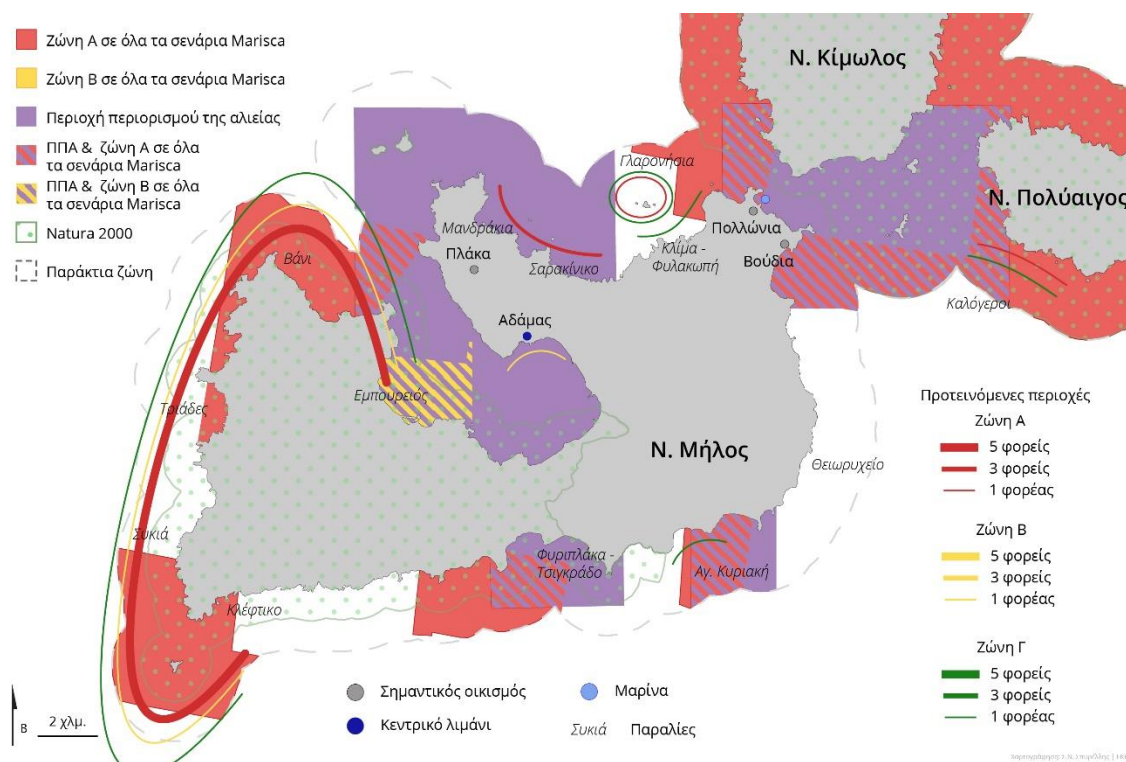 Ζώνη Α σε όλα τα σενάρια Marisca
Ζώνη Β σε όλα τα σενάρια Marisca
Περιοχή περιορισμού της αλιείας
ΠΠΑ & ζώνη Α σε όλα
τα σενάρια Marisca
ΠΠΑ & ζώνη Β σε όλα
τα σενάρια Marisca
Natura 2000
Παράκτια ζώνη
Ν. Κίμωλος
Γλαρονήσια
Ν. Πολύαιγος
Μανδράκια
Πλάκα
Σαρακίνικο
Κλίμα -
Φυλακωπή
Πολλώνια
Βούδια
Καλόγεροι
Βάνι
Αδάμας
Εμπουρειός
Τριάδες
Ν. Μήλος
Θειωρυχείο
Συκιά
Κλέφτικο
Φυριπλάκα -
Τσιγκράδο
Αγ. Κυριακή
Προτεινόμενες περιοχές
Ζώνη Α
5 φορείς
3 φορείς
1 φορέας
Ζώνη Β
5 φορείς
3 φορείς
1 φορέας
Ζώνη Γ
5 φορείς
3 φορείς
1 φορέας
Σημαντικός οικισμός
Κεντρικό λιμάνι
Μαρίνα
Συκιά Παραλίες
Β
2 χλμ.